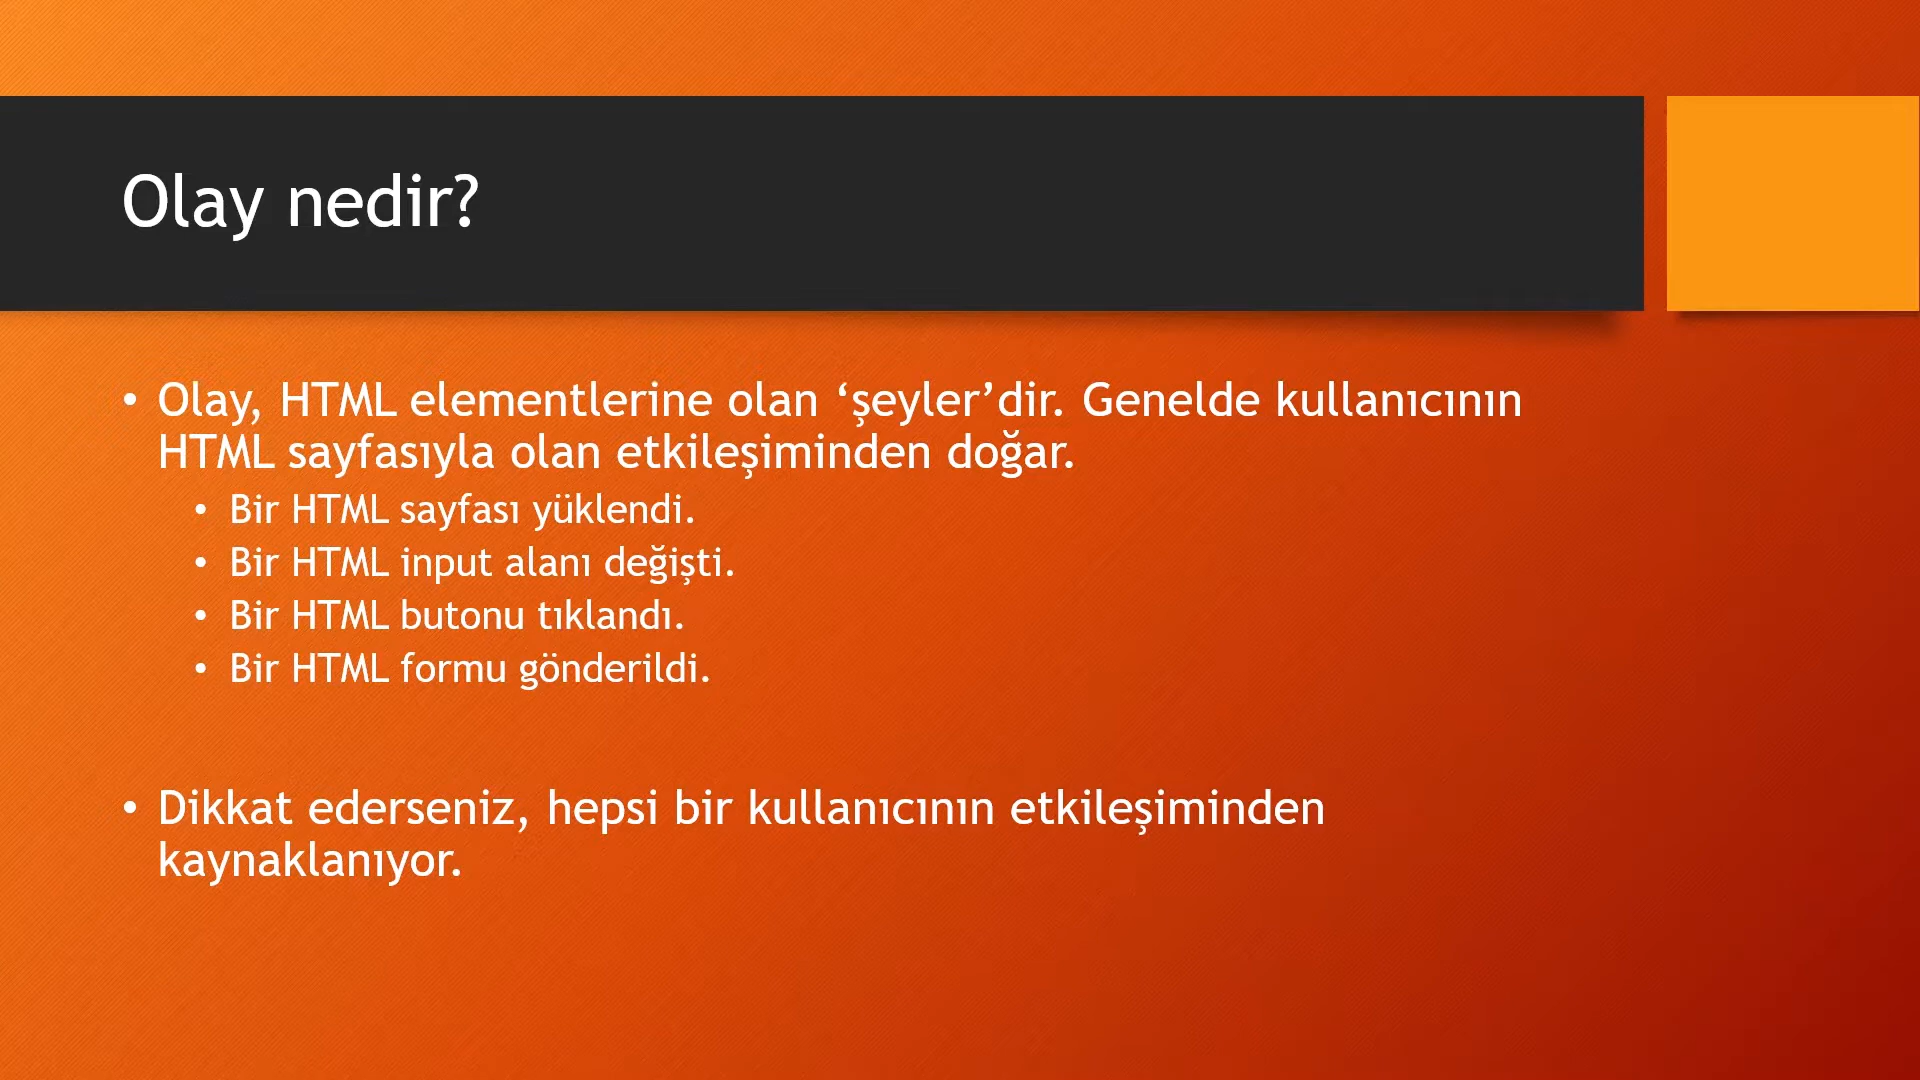 Olay nedir?
• Olay, HTML elementlerine olan ‘şeyler’dir. Genelde kullanıcının
HTML sayfasıyla olan etkileşiminden doğar.
• Bir HTML sayfası yüklendi.
• Bir HTML input alanı değişti.
• Bir HTML butonu tıklandı.
• Bir HTML formu gönderildi.
• Dikkat ederseniz, hepsi bir kullanıcının etkileşiminden
kaynaklanıyor.